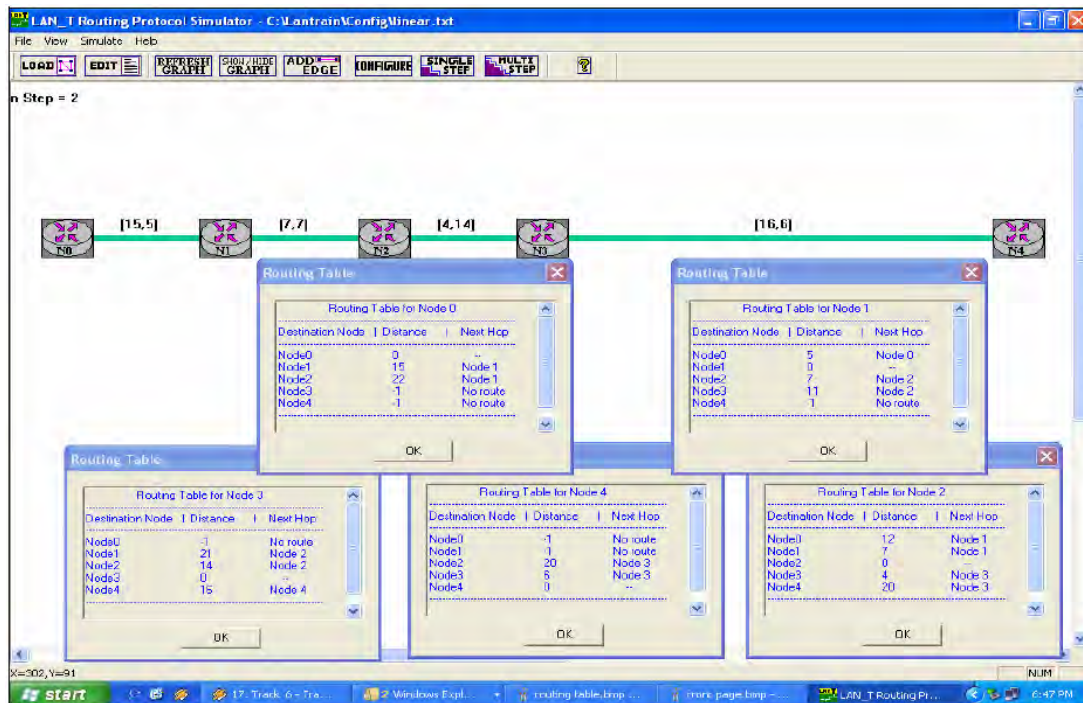 LAN_T Routing Protocol Simulator - C:\Lantrain\Config\linear.txt
File View Simulate Help
LOAD EDIT REFRESH GRAPH SHOW/HIDE GRAPH ADD EDGE CONFIGURE SINGLE STEP MULTI STEP ?
n Step = 2
[15,5] [7,7] [4,14] [16,6]
N0 N1 N2 N3 N4
Routing Table
Routing Table for Node 0
Destination Node | Distance | Next Hop
Node0 0 --
Node1 15 Node 1
Node2 22 Node 1
Node3 -1 No route
Node4 -1 No route
OK
Routing Table
Routing Table for Node 1
Destination Node | Distance | Next Hop
Node0 5 Node 0
Node1 0 --
Node2 7 Node 2
Node3 11 Node 2
Node4 -1 No route
OK
Routing Table
Routing Table for Node 3
Destination Node | Distance | Next Hop
Node0 -1 No route
Node1 21 Node 2
Node2 14 Node 2
Node3 0 --
Node4 16 Node 4
OK
Routing Table for Node 4
Destination Node | Distance | Next Hop
Node0 -1 No route
Node1 -1 No route
Node2 20 Node 3
Node3 6 Node 3
Node4 0 --
OK
Routing Table for Node 2
Destination Node | Distance | Next Hop
Node0 12 Node 1
Node1 7 Node 1
Node2 0 --
Node3 4 Node 3
Node4 20 Node 3
OK
X=302,Y=91
NUM
start 17. Track 6 - Tra... 2 Windows Expl... routing table.bmp ... page.bmp - ... LAN_T Routing Pr... 6:47 PM